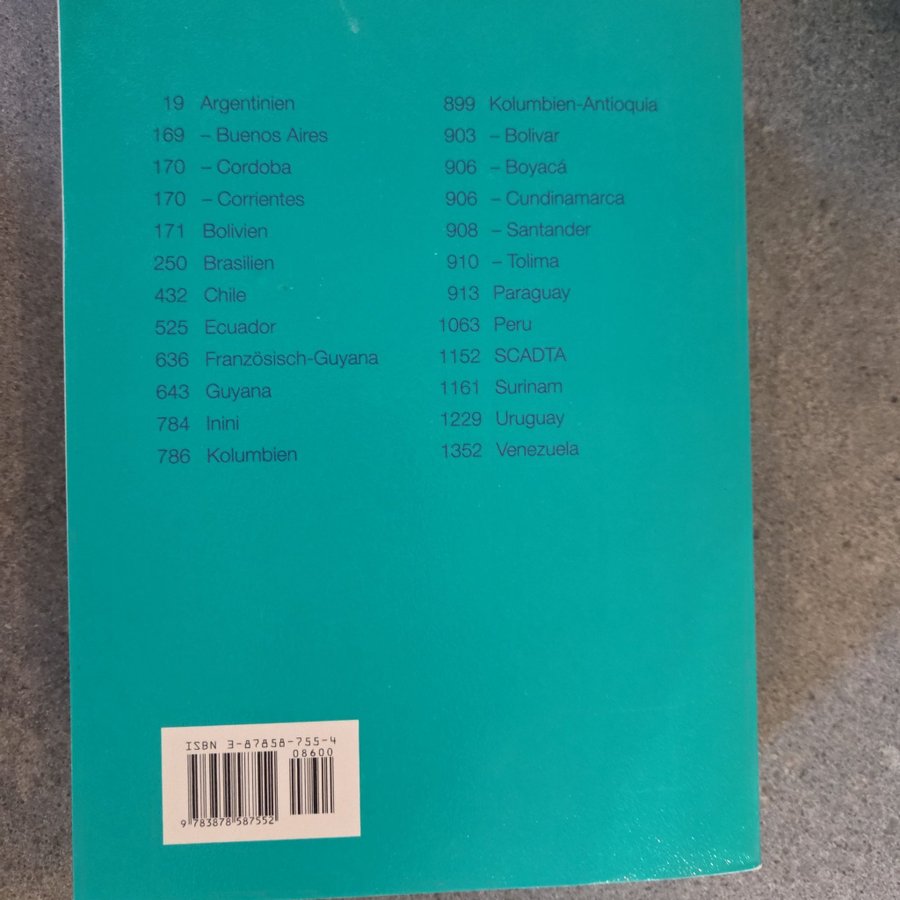 19 Argentinien
169 – Buenos Aires
170 – Cordoba
170 – Corrientes
171 Bolivien
250 Brasilien
432 Chile
525 Ecuador
636 Französisch-Guyana
643 Guyana
784 Inini
786 Kolumbien
899 Kolumbien-Antioquia
903 – Bolivar
906 – Boyacá
906 – Cundinamarca
908 – Santander
910 – Tolima
913 Paraguay
1063 Peru
1152 SCADTA
1161 Surinam
1229 Uruguay
1352 Venezuela
ISBN 3-87858-755-4
08600
9 783878 587552